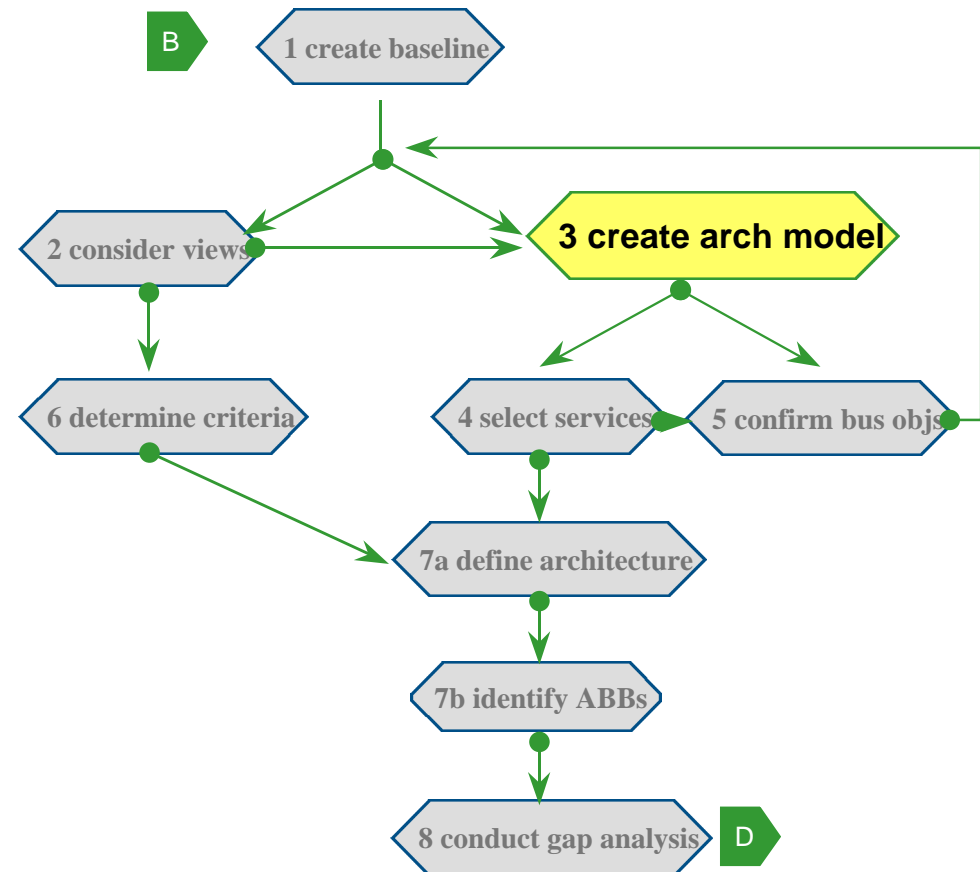 B
1 create baseline
2 consider views
3 create arch model
6 determine criteria
4 select services
5 confirm bus objs
7a define architecture
7b identify ABBs
8 conduct gap analysis
D